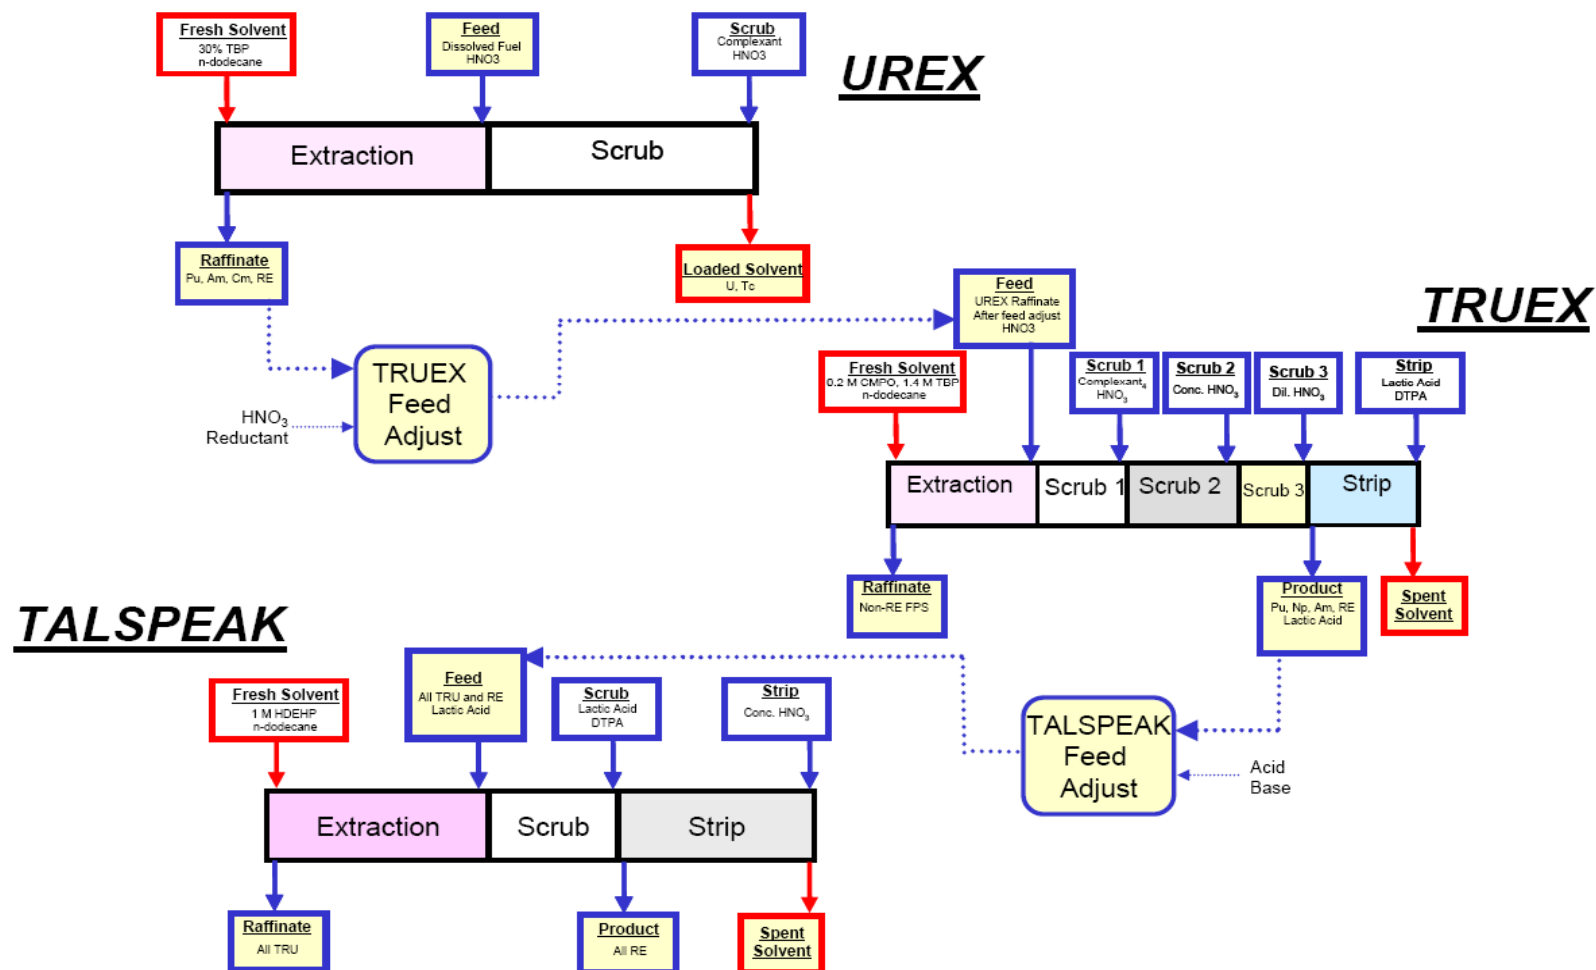 Fresh Solvent
30% TBP
n-dodecane
Feed
Dissolved Fuel
HNO3
Scrub
Complexant
HNO3
UREX
Extraction
Scrub
Raffinate
Pu, Am, Cm, RE
Loaded Solvent
U, Tc
TRUEX
Feed
Adjust
HNO3
Reductant
TRUEX
Feed
UREX Raffinate
After feed adjust
HNO3
Fresh Solvent
0.2 M CMPO, 1.4 M TBP
n-dodecane
Scrub 1
Complexant4
HNO3
Scrub 2
Conc. HNO3
Scrub 3
Dil. HNO3
Strip
Lactic Acid
DTPA
Extraction
Scrub 1
Scrub 2
Scrub 3
Strip
Raffinate
Non-RE FPS
Product
Pu, Np, Am, RE
Lactic Acid
Spent
Solvent
TALSPEAK
Feed
Adjust
Acid
Base
TALSPEAK
Fresh Solvent
1 M HDEHP
n-dodecane
Feed
All TRU and RE
Lactic Acid
Scrub
Lactic Acid
DTPA
Strip
Conc. HNO3
Extraction
Scrub
Strip
Raffinate
All TRU
Product
All RE
Spent
Solvent